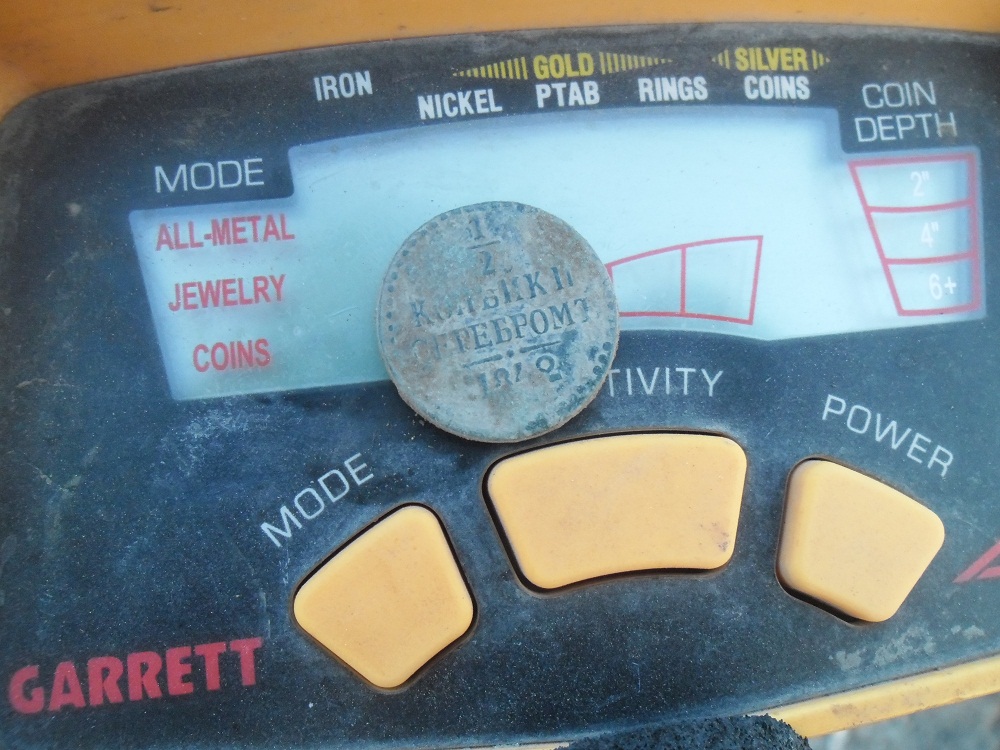 IRON
GOLD
SILVER
NICKEL
PTAB
RINGS
COINS
COIN
DEPTH
2"
4"
6+
MODE
ALL-METAL
JEWELRY
COINS
1
2
КОПѢЙКИ
СЕРЕБРОМЪ
1842
TIVITY
MODE
POWER
GARRETT